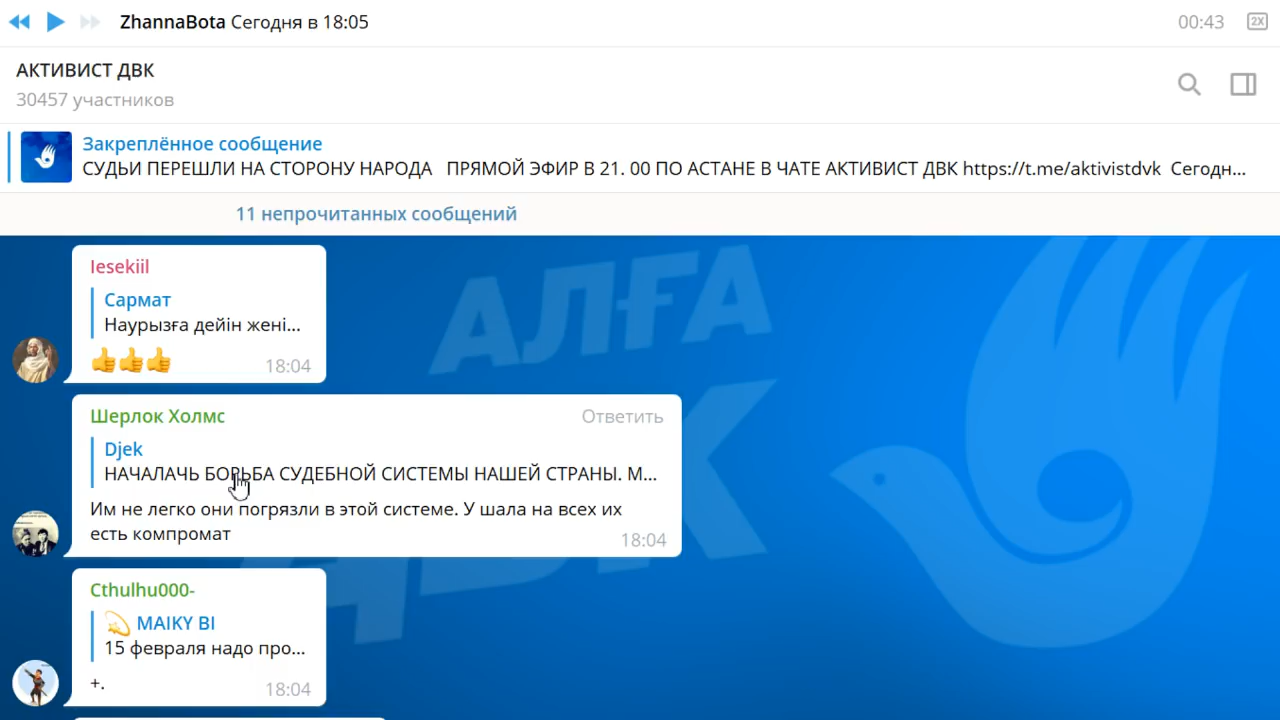 ZhannaBota Сегодня в 18:05
00:43
2X
АКТИВИСТ ДВК
30457 участников
Закреплённое сообщение
СУДЬИ ПЕРЕШЛИ НА СТОРОНУ НАРОДА ПРЯМОЙ ЭФИР В 21. 00 ПО АСТАНЕ В ЧАТЕ АКТИВИСТ ДВК https://t.me/aktivistdvk Сегодн...
11 непрочитанных сообщений
АЛҒА
ДВК
Iesekiil
Сармат
Наурызға дейін жені...
👍👍👍
18:04
Шерлок Холмс
Ответить
Djek
НАЧАЛАЧЬ БОРЬБА СУДЕБНОЙ СИСТЕМЫ НАШЕЙ СТРАНЫ. М...
Им не легко они погрязли в этой системе. У шала на всех их
есть компромат
18:04
Cthulhu000-
💫 MAIKY BI
15 февраля надо про...
+.
18:04